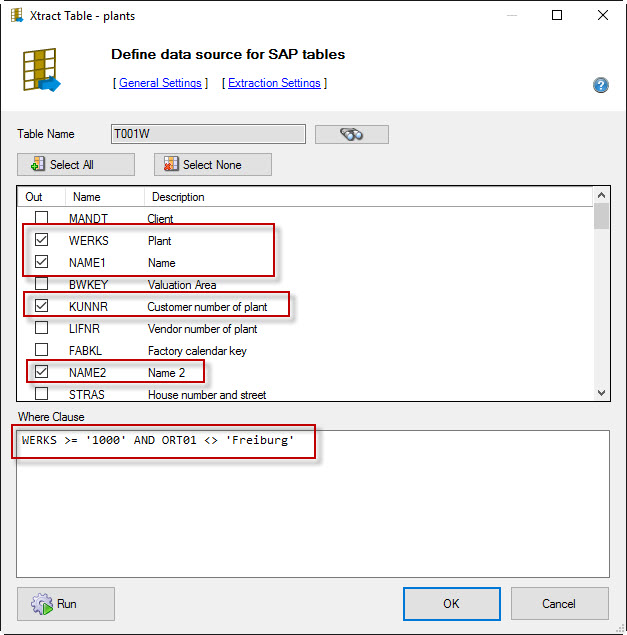 Xtract Table - plants
Define data source for SAP tables
[ General Settings ] [ Extraction Settings ]
?
Table Name T001W
Select All Select None
Out Name Description
MANDT Client
WERKS Plant
NAME1 Name
BWKEY Valuation Area
KUNNR Customer number of plant
LIFNR Vendor number of plant
FABKL Factory calendar key
NAME2 Name 2
STRAS House number and street
Where Clause
WERKS >= '1000' AND ORT01 <> 'Freiburg'
Run OK Cancel